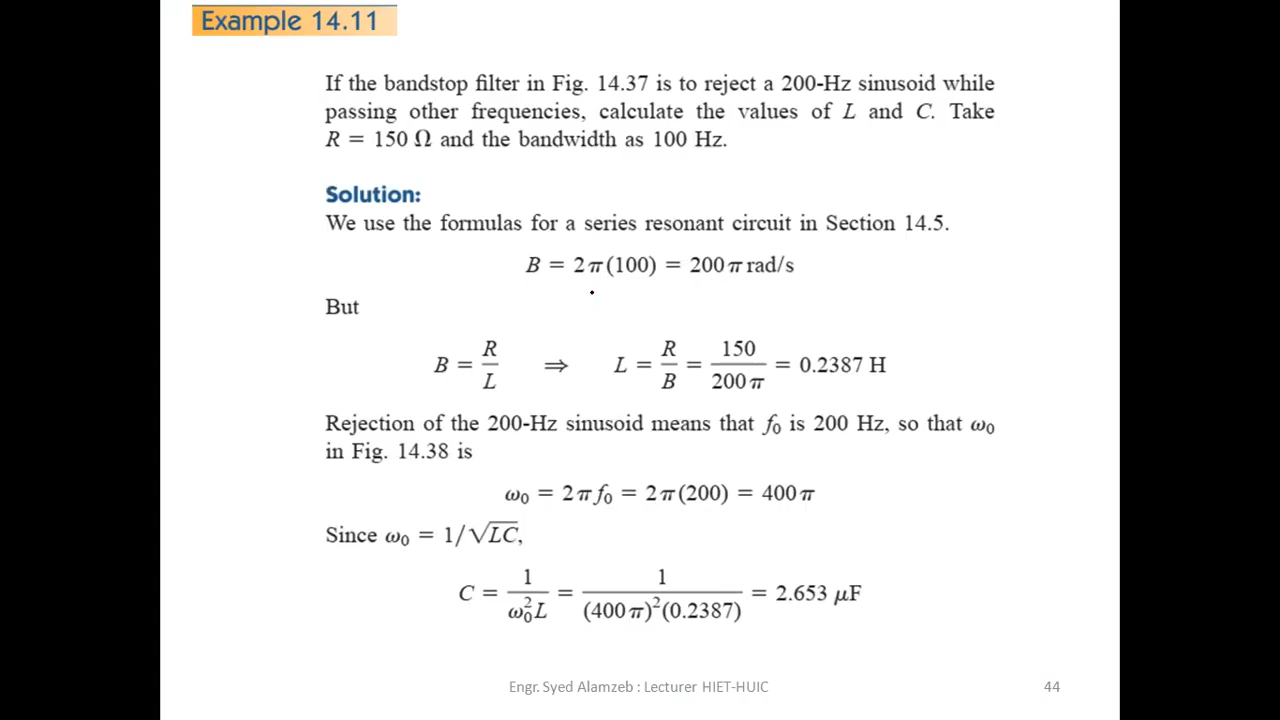 Example 14.11
If the bandstop filter in Fig. 14.37 is to reject a 200-Hz sinusoid while
passing other frequencies, calculate the values of L and C. Take
R = 150 Ω and the bandwidth as 100 Hz.
Solution:
We use the formulas for a series resonant circuit in Section 14.5.
B = 2π(100) = 200π rad/s
But
B = R/L ⇒ L = R/B = 150/200π = 0.2387 H
Rejection of the 200-Hz sinusoid means that f₀ is 200 Hz, so that ω₀
in Fig. 14.38 is
ω₀ = 2πf₀ = 2π(200) = 400π
Since ω₀ = 1/√LC,
C = 1/ω₀²L = 1/(400π)²(0.2387) = 2.653 μF
Engr. Syed Alamzeb : Lecturer HIET-HUIC
44